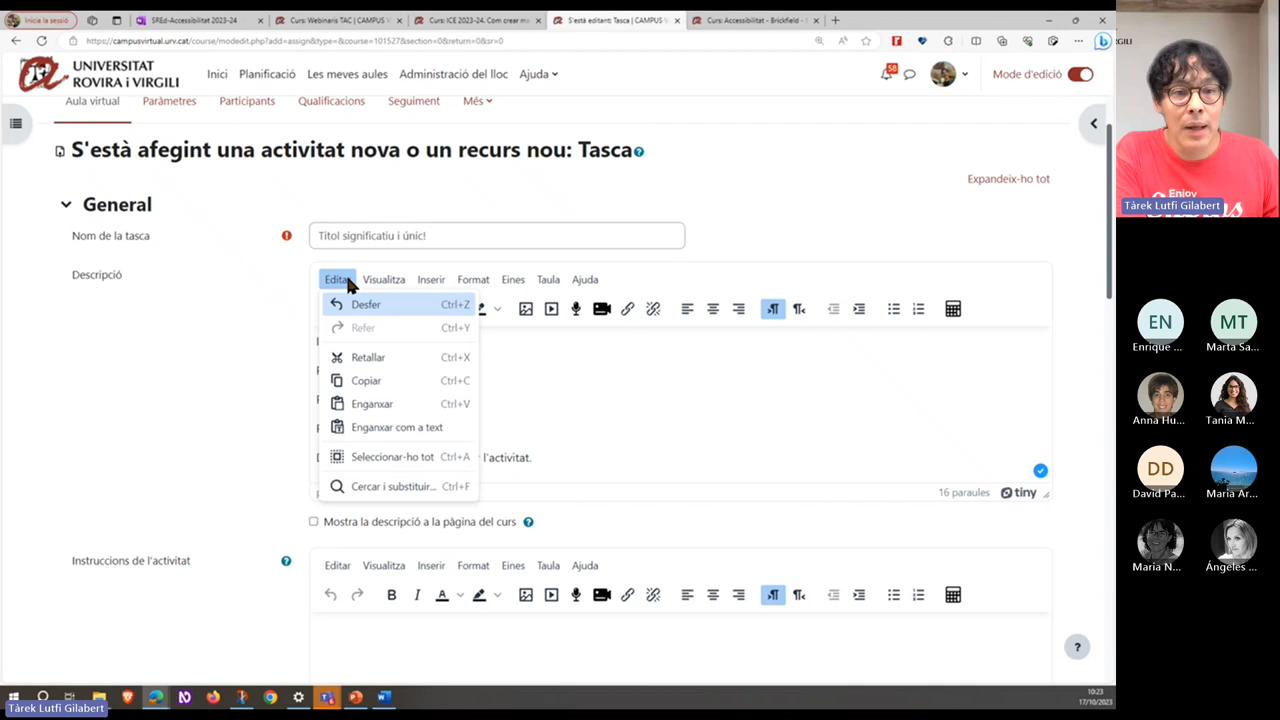 Inicia la sessió
SREd-Accessibilitat 2023-24
Curs: Webinaris TAC | CAMPUS V
Curs: ICE 2023-24. Com crear m
S'està editant: Tasca | CAMPUS V
Curs: Accessibilitat - Brickfield - S
https://campusvirtual.urv.cat/course/modedit.php?add=assign&type=&course=101527&section=0&return=0&sr=0
UNIVERSITAT
ROVIRA i VIRGILI
Inici
Planificació
Les meves aules
Administració del lloc
Ajuda
58
Mode d'edició
Aula virtual
Paràmetres
Participants
Qualificacions
Seguiment
Més
S'està afegint una activitat nova o un recurs nou: Tasca
Expandeix-ho tot
General
Nom de la tasca
Títol significatiu i únic!
Descripció
Editar
Visualitza
Inserir
Format
Eines
Taula
Ajuda
Desfer Ctrl+Z
Refer Ctrl+Y
Retallar Ctrl+X
Copiar Ctrl+C
Enganxar Ctrl+V
Enganxar com a text
Seleccionar-ho tot Ctrl+A
Cercar i substituir... Ctrl+F
l'activitat.
16 paraules
tiny
Mostra la descripció a la pàgina del curs
Instruccions de l'activitat
Editar
Visualitza
Inserir
Format
Eines
Taula
Ajuda
B I A
?
10:23
17/10/2023
Tàrek Lutfi Gilabert
GILI
Enjoy
Tàrek Lutfi Gilabert
EN
MT
Enrique ...
Marta Sa...
Anna Hu...
Tania M...
DD
David Pa...
Maria Ar...
Maria N...
Ángeles ...